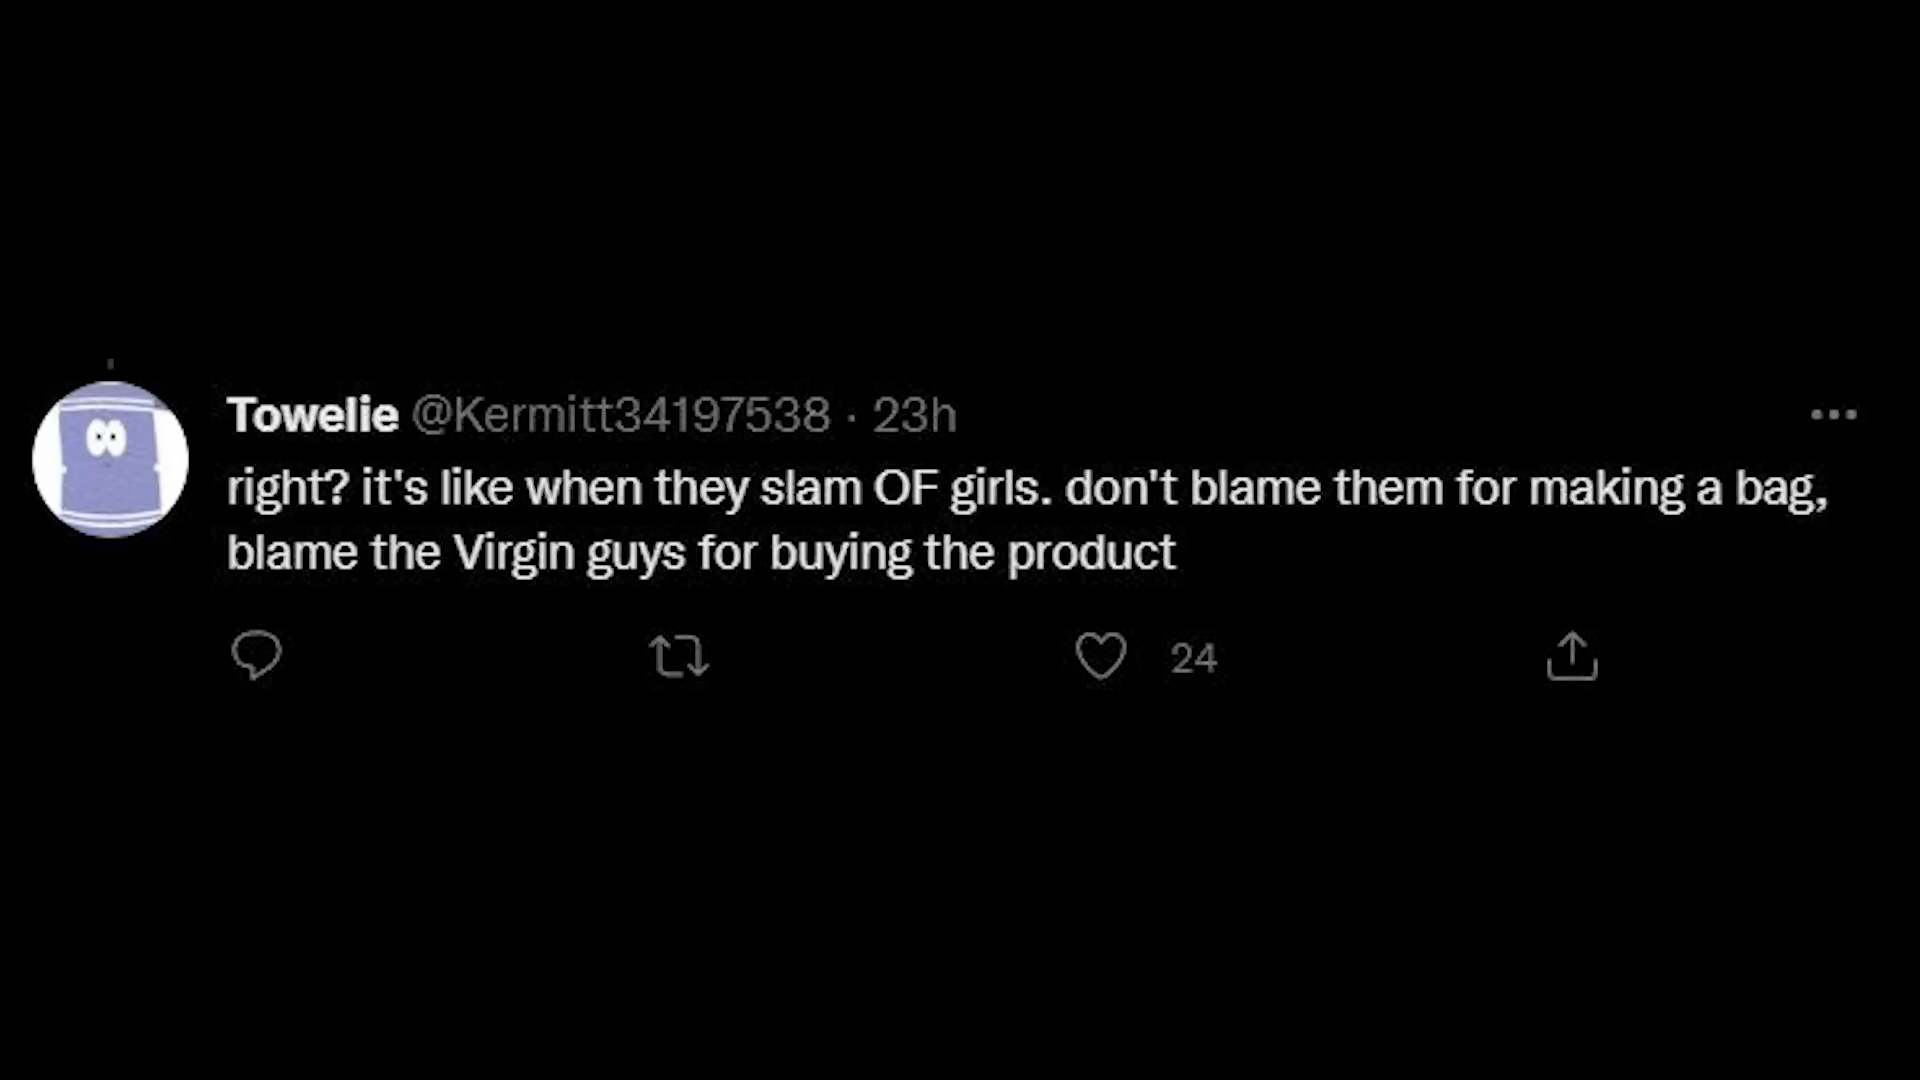 Towelie @Kermitt34197538 · 23h
right? it's like when they slam OF girls. don't blame them for making a bag,
blame the Virgin guys for buying the product
24